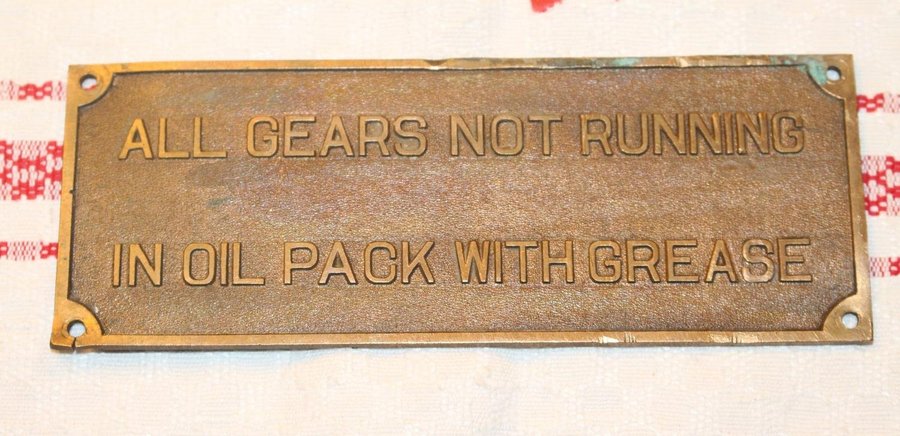 ALL GEARS NOT RUNNING
IN OIL PACK WITH GREASE